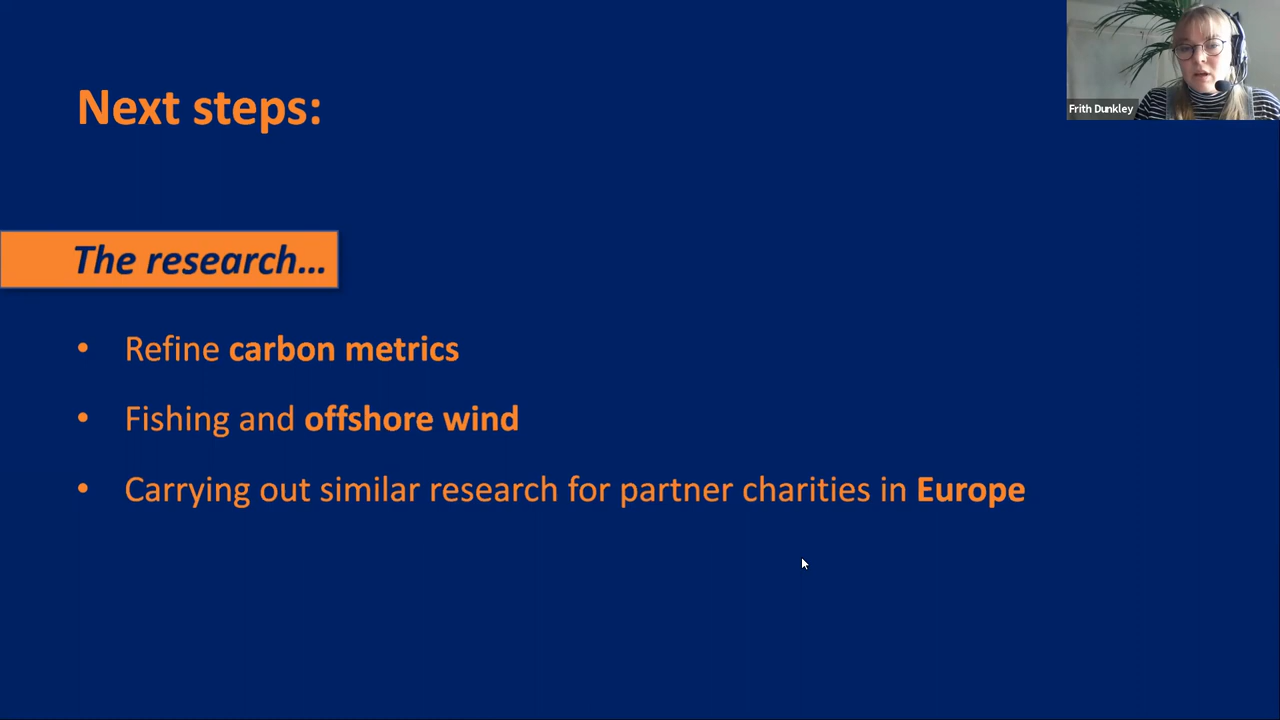 Next steps:
Frith Dunkley
The research...
• Refine carbon metrics
• Fishing and offshore wind
• Carrying out similar research for partner charities in Europe